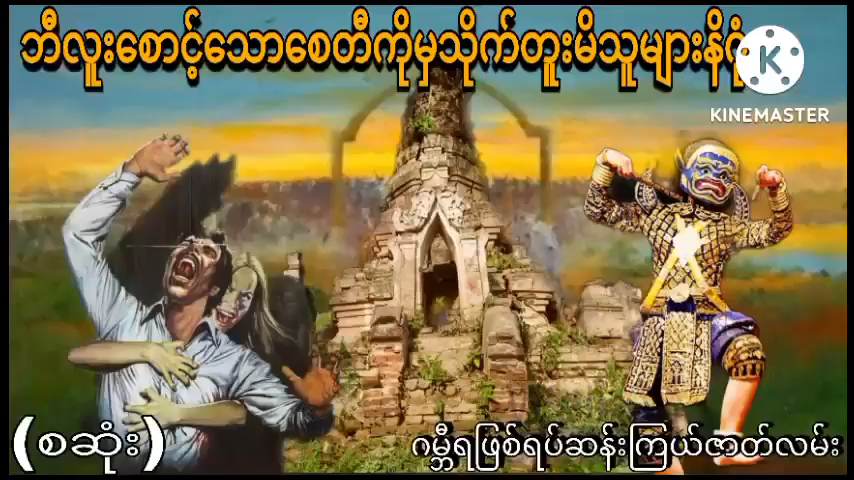 ဘီလူးစောင့်သောစေတီကိုမှသိုက်တူးမိသူများနိဂုံး
KINEMASTER
(စဆုံး)
ဂမ္ဘီရဖြစ်ရပ်ဆန်းကြယ်ဇာတ်လမ်း